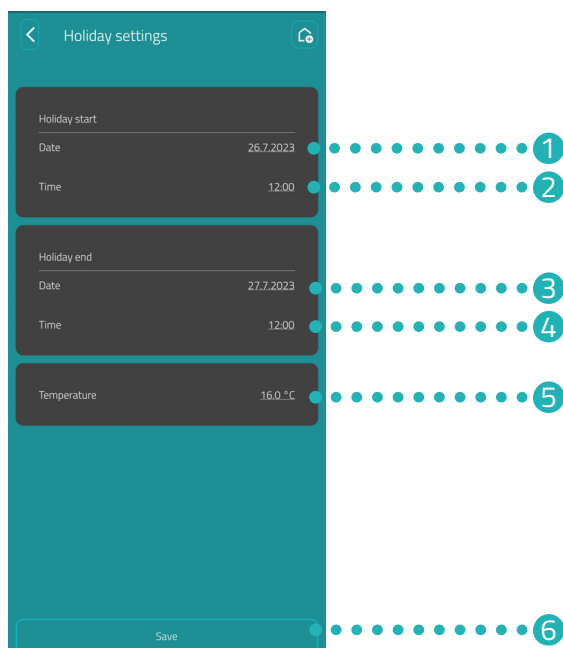 Holiday settings
Holiday start
Date 26.7.2023 1
Time 12:00 2
Holiday end
Date 27.7.2023 3
Time 12:00 4
Temperature 16.0 °C 5
Save 6